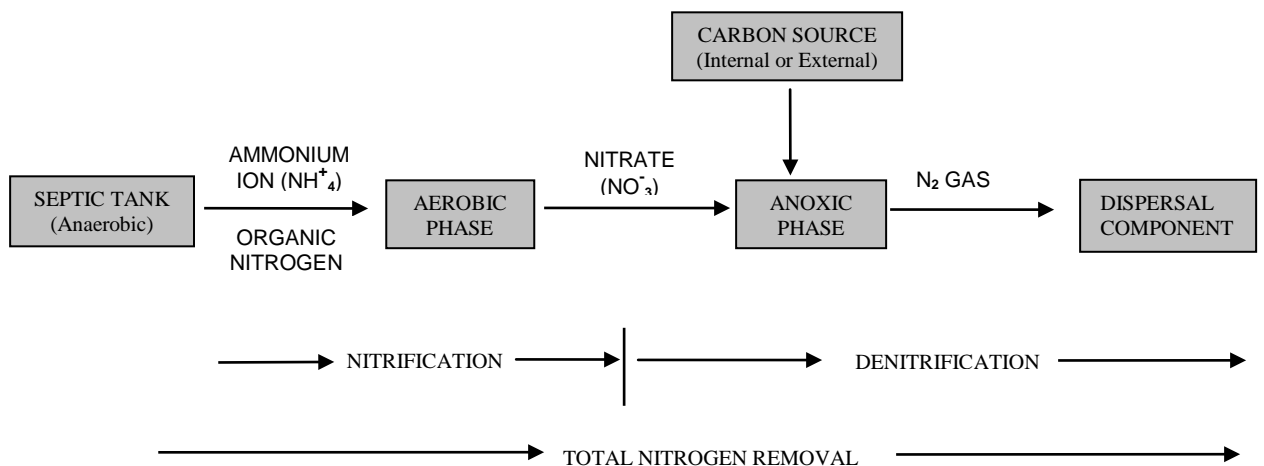 CARBON SOURCE
(Internal or External)
AMMONIUM
ION (NH⁺₄)
NITRATE
(NO⁻₃)
N₂ GAS
SEPTIC TANK
(Anaerobic)
AEROBIC
PHASE
ANOXIC
PHASE
DISPERSAL
COMPONENT
ORGANIC
NITROGEN
NITRIFICATION
DENITRIFICATION
TOTAL NITROGEN REMOVAL